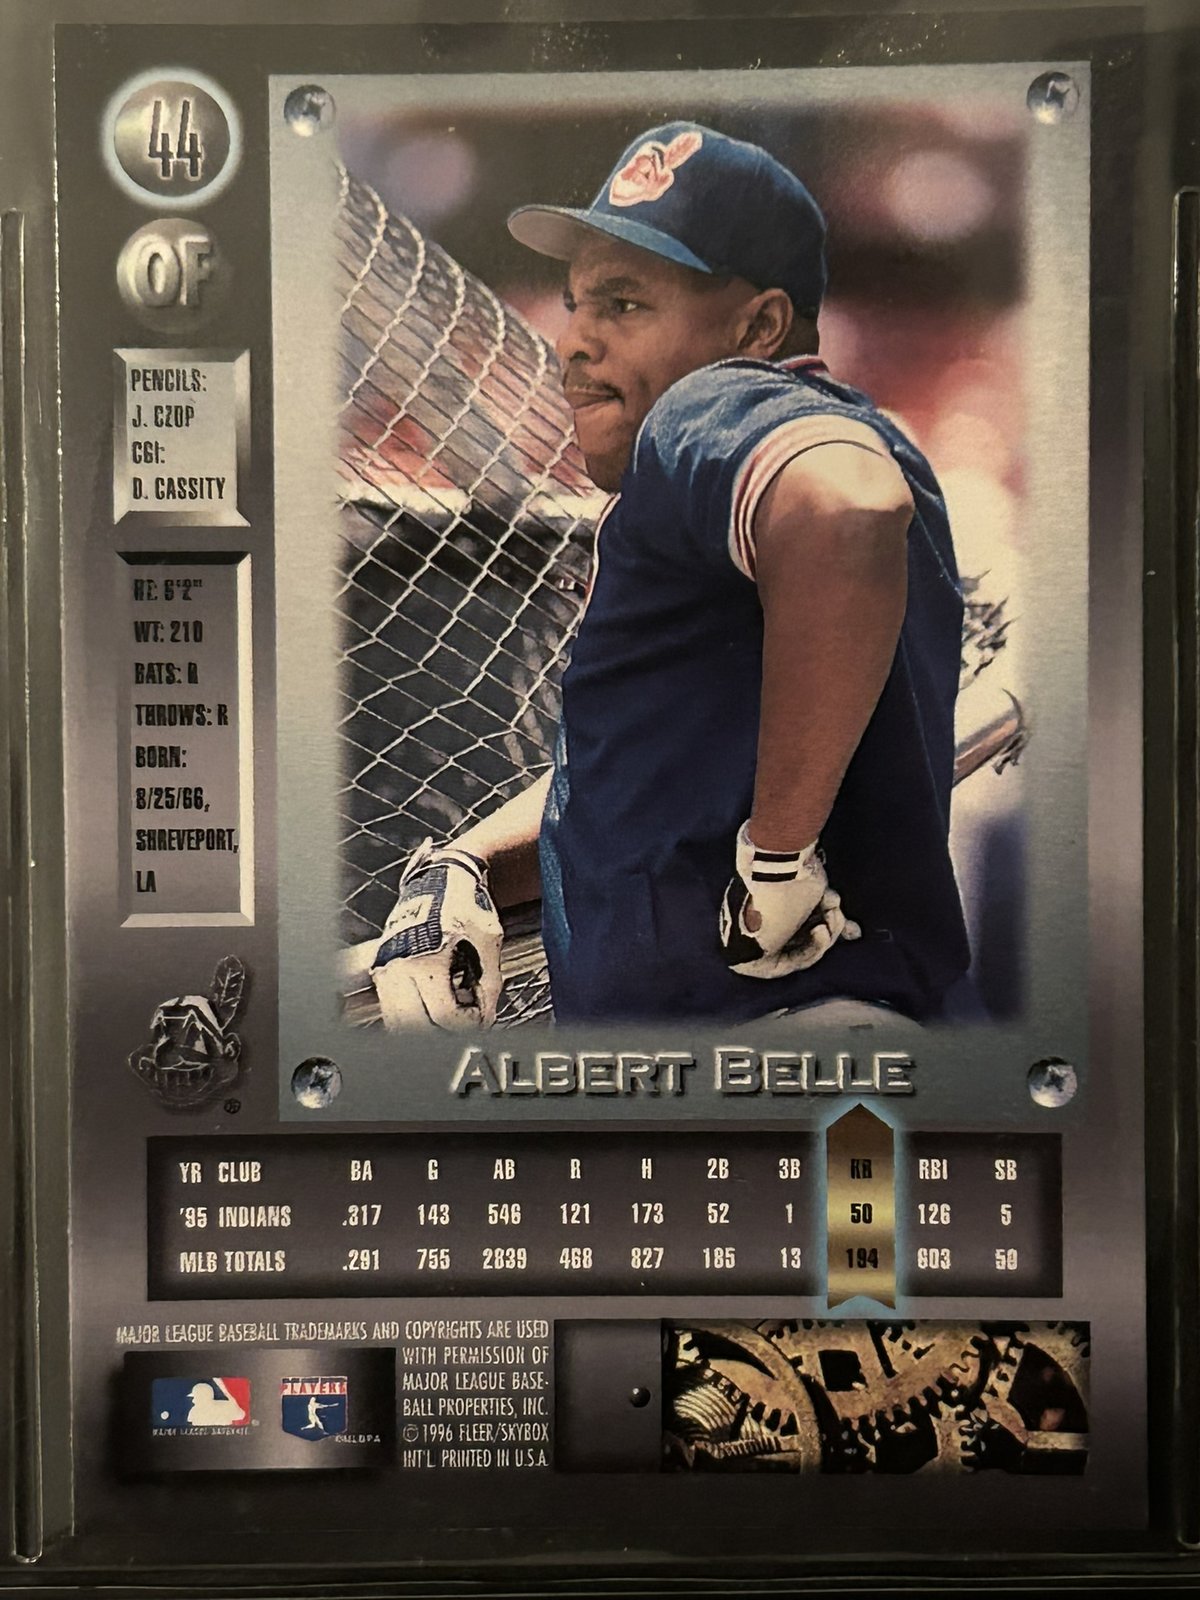 44
OF
PENCILS:
J. CZOP
CGI:
D. CASSITY
HT: 6'2"
WT: 210
BATS: R
THROWS: R
BORN:
8/25/66,
SHREVEPORT,
LA
ALBERT BELLE
YR CLUB BA G AB R H 2B 3B HR RBI SB
'95 INDIANS .317 143 546 121 173 52 1 50 126 5
MLB TOTALS .291 755 2839 468 827 185 13 194 603 50
MAJOR LEAGUE BASEBALL TRADEMARKS AND COPYRIGHTS ARE USED
WITH PERMISSION OF
MAJOR LEAGUE BASE-
BALL PROPERTIES, INC.
© 1996 FLEER/SKYBOX
INT'L. PRINTED IN U.S.A.
PLAYERS
MAJOR LEAGUE BASEBALL